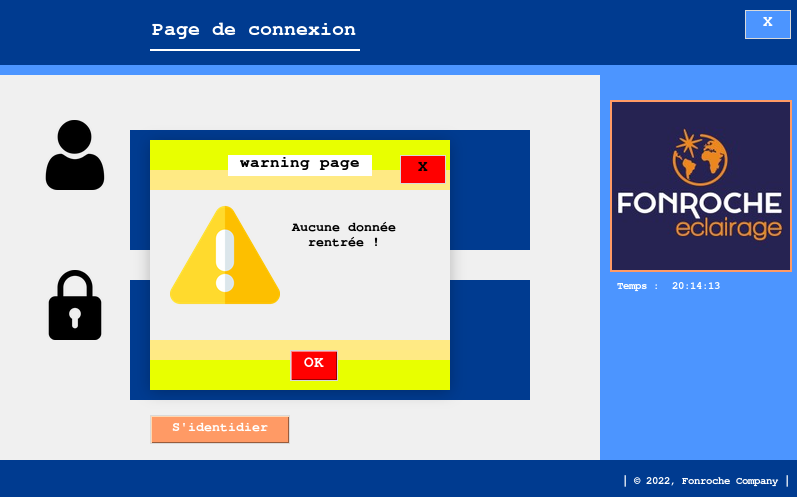 Page de connexion
X
warning page
X
Aucune donnée
rentrée !
FONROCHE
eclairage
Temps : 20:14:13
OK
S'identidier
| © 2022, Fonroche Company |